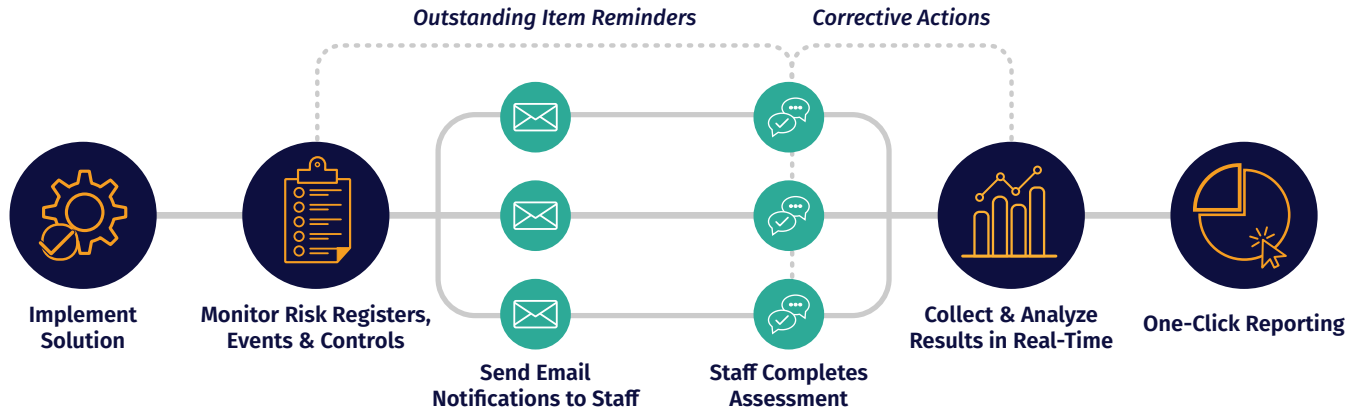 Outstanding Item Reminders
Corrective Actions
Implement
Solution
Monitor Risk Registers,
Events & Controls
Send Email
Notifications to Staff
Staff Completes
Assessment
Collect & Analyze
Results in Real-Time
One-Click Reporting